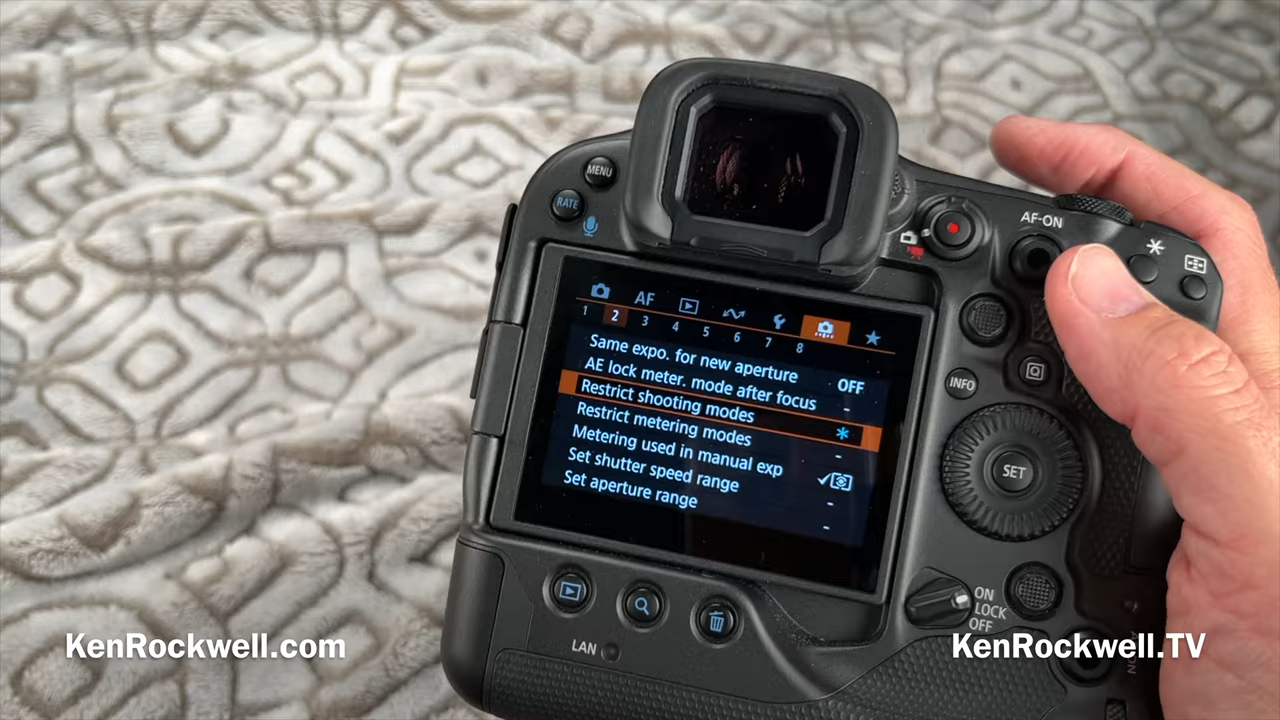 MENU
RATE
AF-ON
AF
1 2 3 4 5 6 7 8
Same expo. for new aperture OFF
AE lock meter. mode after focus -
Restrict shooting modes *
Restrict metering modes -
Metering used in manual exp
Set shutter speed range -
Set aperture range -
INFO
SET
ON
LOCK
OFF
LAN
KenRockwell.com
KenRockwell.TV